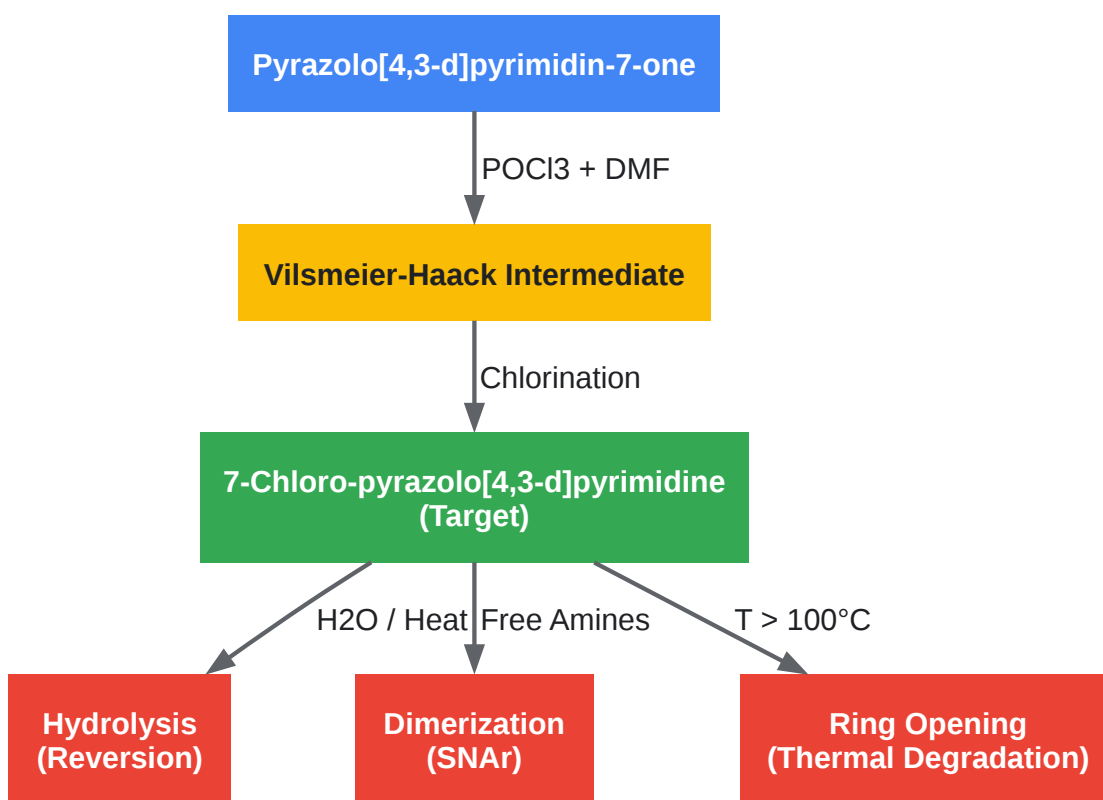 Pyrazolo[4,3-d]pyrimidin-7-one
POCl3 + DMF
Vilsmeier-Haack Intermediate
Chlorination
7-Chloro-pyrazolo[4,3-d]pyrimidine
(Target)
H2O / Heat
Free Amines
T > 100°C
Hydrolysis
(Reversion)
Dimerization
(SNAr)
Ring Opening
(Thermal Degradation)